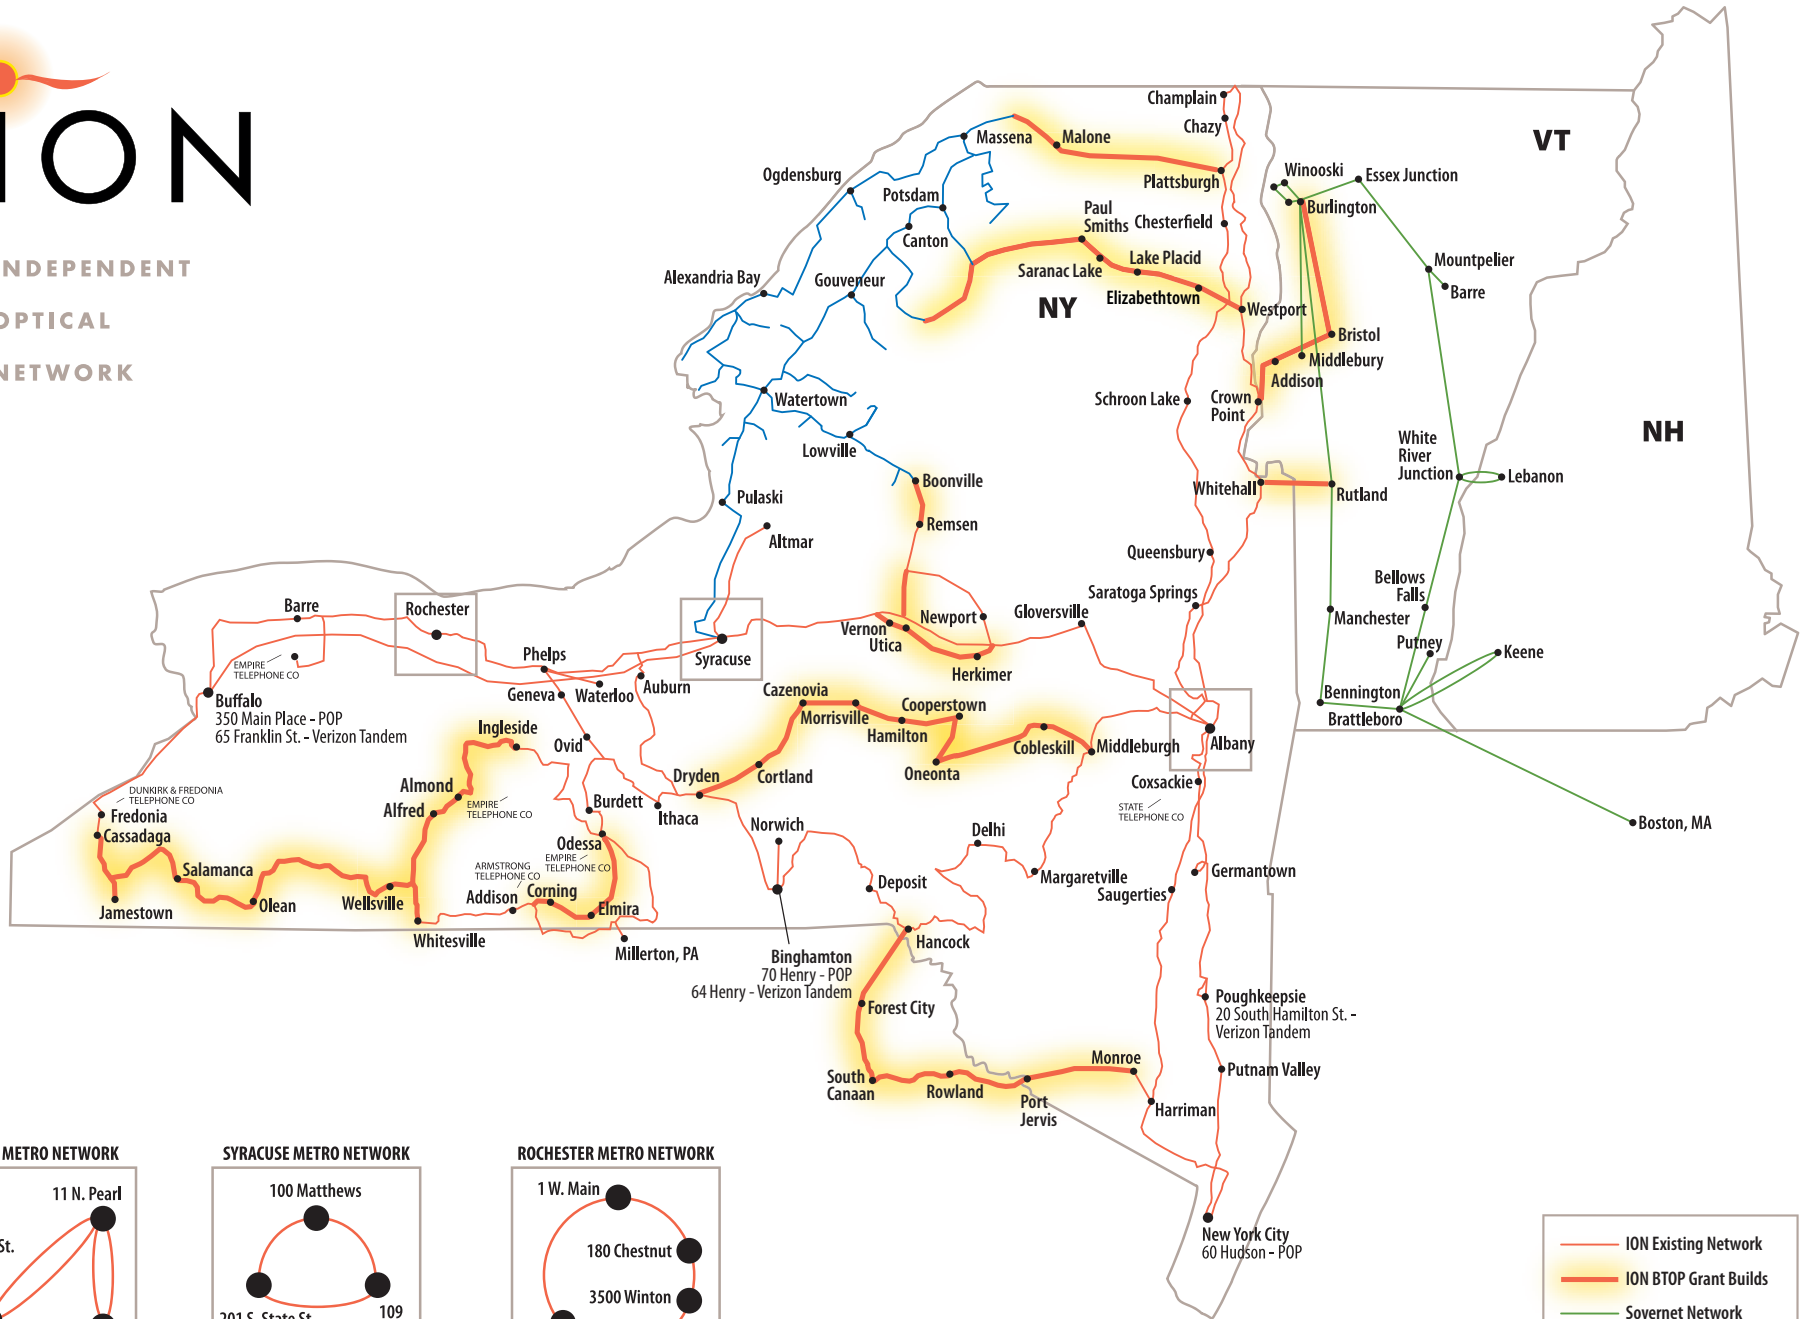 ION
INDEPENDENT
OPTICAL
NETWORK
VT
NY
NH
Champlain
Chazy
Massena
Malone
Plattsburgh
Ogdensburg
Potsdam
Canton
Paul
Smiths
Chesterfield
Saranac Lake
Lake Placid
Elizabethtown
Westport
Alexandria Bay
Gouveneur
Winooski
Essex Junction
Burlington
Mountpelier
Barre
Bristol
Middlebury
Addison
Crown
Point
Schroon Lake
Watertown
Lowville
Boonville
Remsen
Pulaski
Altmar
White
River
Junction
Lebanon
Whitehall
Rutland
Queensbury
Saratoga Springs
Bellows
Falls
Manchester
Putney
Keene
Bennington
Brattleboro
Boston, MA
Barre
Rochester
EMPIRE
TELEPHONE CO
Phelps
Syracuse
Vernon
Utica
Newport
Gloversville
Herkimer
Buffalo
350 Main Place - POP
65 Franklin St. - Verizon Tandem
Geneva
Waterloo
Auburn
Cazenovia
Morrisville
Cooperstown
Hamilton
Oneonta
Cobleskill
Middleburgh
Albany
Ingleside
Ovid
Dryden
Cortland
Coxsackie
STATE
TELEPHONE CO
DUNKIRK & FREDONIA
TELEPHONE CO
Fredonia
Cassadaga
Almond
Alfred
EMPIRE
TELEPHONE CO
Burdett
Ithaca
Norwich
Delhi
Odessa
EMPIRE
TELEPHONE CO
ARMSTRONG
TELEPHONE CO
Salamanca
Jamestown
Olean
Wellsville
Addison
Corning
Elmira
Whitesville
Millerton, PA
Deposit
Margaretville
Saugerties
Germantown
Hancock
Binghamton
70 Henry - POP
64 Henry - Verizon Tandem
Forest City
Poughkeepsie
20 South Hamilton St. -
Verizon Tandem
South
Canaan
Rowland
Port
Jervis
Monroe
Putnam Valley
Harriman
New York City
60 Hudson - POP
METRO NETWORK
11 N. Pearl
St.
SYRACUSE METRO NETWORK
100 Matthews
201 S. State St.
109
ROCHESTER METRO NETWORK
1 W. Main
180 Chestnut
3500 Winton
ION Existing Network
ION BTOP Grant Builds
Sovernet Network